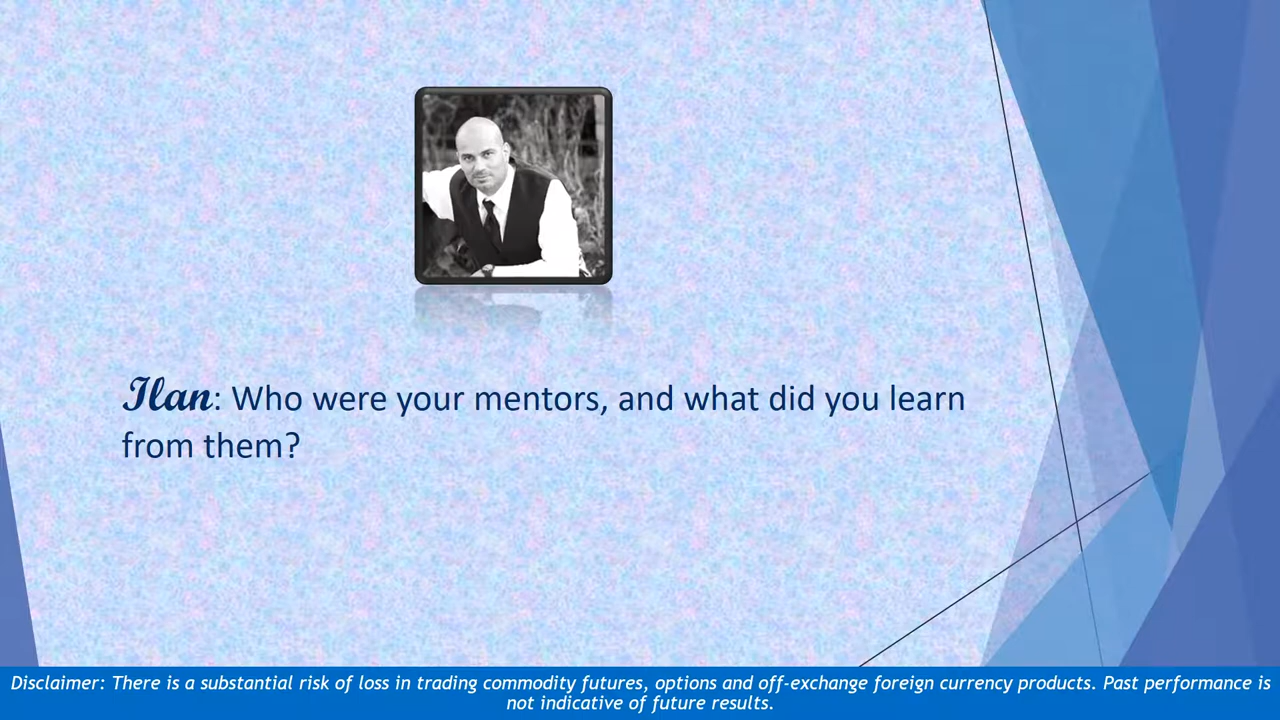 Ilan: Who were your mentors, and what did you learn
from them?
Disclaimer: There is a substantial risk of loss in trading commodity futures, options and off-exchange foreign currency products. Past performance is
not indicative of future results.